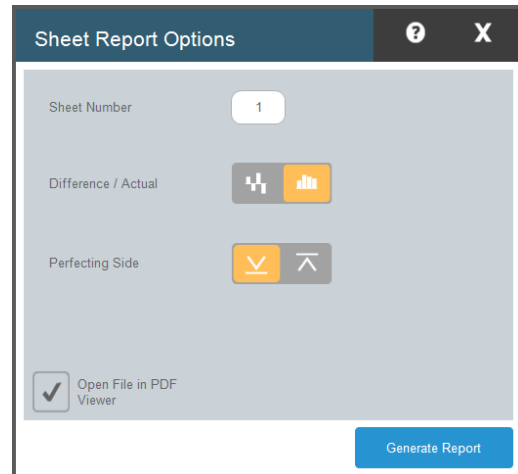 Sheet Report Options
? X
Sheet Number
1
Difference / Actual
Perfecting Side
Open File in PDF
Viewer
Generate Report